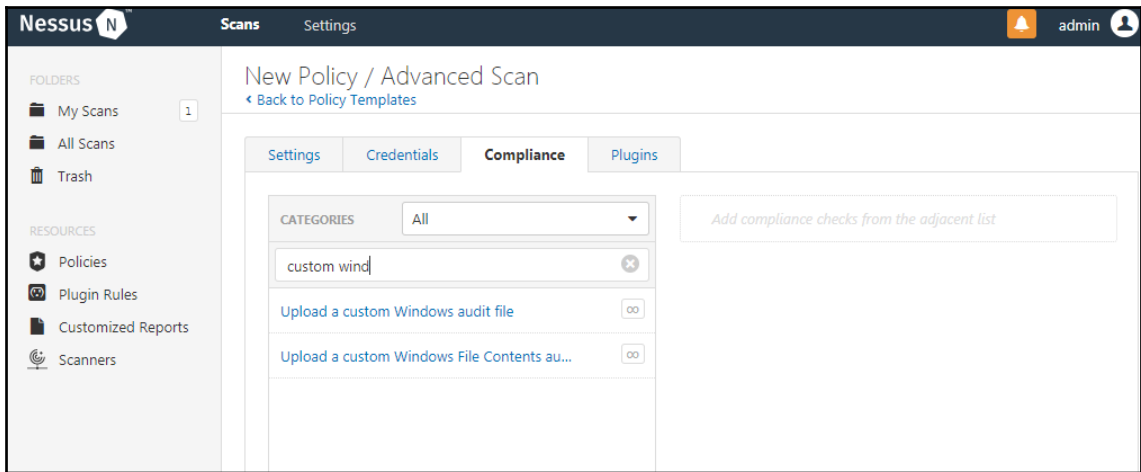 Nessus N
Scans
Settings
admin
FOLDERS
My Scans
1
All Scans
Trash
RESOURCES
Policies
Plugin Rules
Customized Reports
Scanners
New Policy / Advanced Scan
Back to Policy Templates
Settings
Credentials
Compliance
Plugins
CATEGORIES
All
custom wind
Upload a custom Windows audit file
∞
Upload a custom Windows File Contents au...
∞
Add compliance checks from the adjacent list